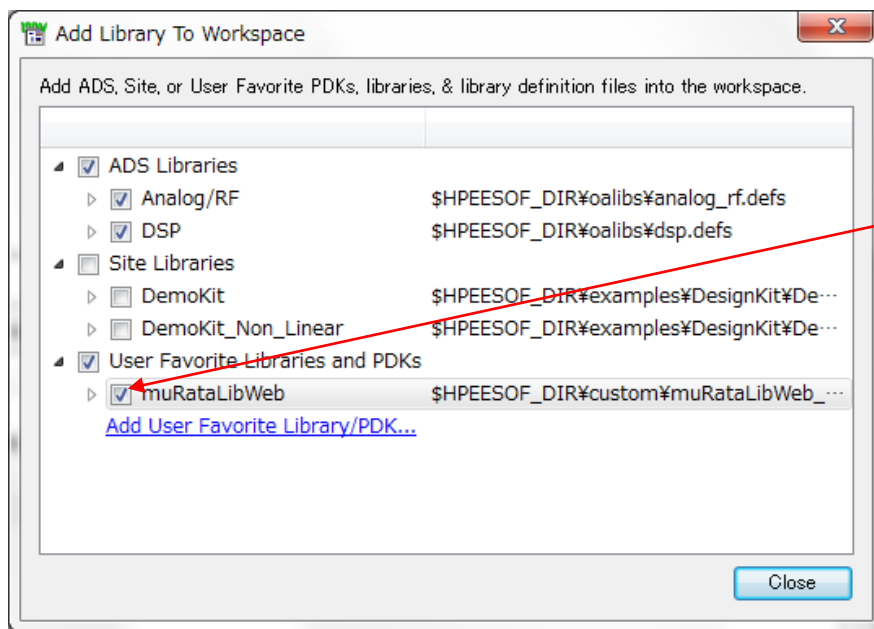 Add Library To Workspace
Add ADS, Site, or User Favorite PDKs, libraries, & library definition files into the workspace.
ADS Libraries
Analog/RF $HPEESOF_DIR¥oalibs¥analog_rf.defs
DSP $HPEESOF_DIR¥oalibs¥dsp.defs
Site Libraries
DemoKit $HPEESOF_DIR¥examples¥DesignKit¥De···
DemoKit_Non_Linear $HPEESOF_DIR¥examples¥DesignKit¥De···
User Favorite Libraries and PDKs
muRataLibWeb $HPEESOF_DIR¥custom¥muRataLibWeb_···
Add User Favorite Library/PDK...
Close